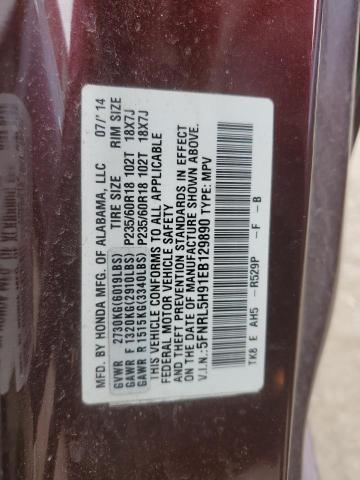 MFD. BY HONDA MFG. OF ALABAMA, LLC 07/'14
TIRE SIZE RIM SIZE
GVWR 2730KG(6019LBS)
GAWR F 1320KG(2910LBS) P235/60R18 102T 18X7J
GAWR R 1515KG(3340LBS) P235/60R18 102T 18X7J
THIS VEHICLE CONFORMS TO ALL APPLICABLE
FEDERAL MOTOR VEHICLE SAFETY
AND THEFT PREVENTION STANDARDS IN EFFECT
ON THE DATE OF MANUFACTURE SHOWN ABOVE.
V.I.N.: 5FNRL5H91EB129890 TYPE: MPV
TK8 E AH5 - R529P - F - B